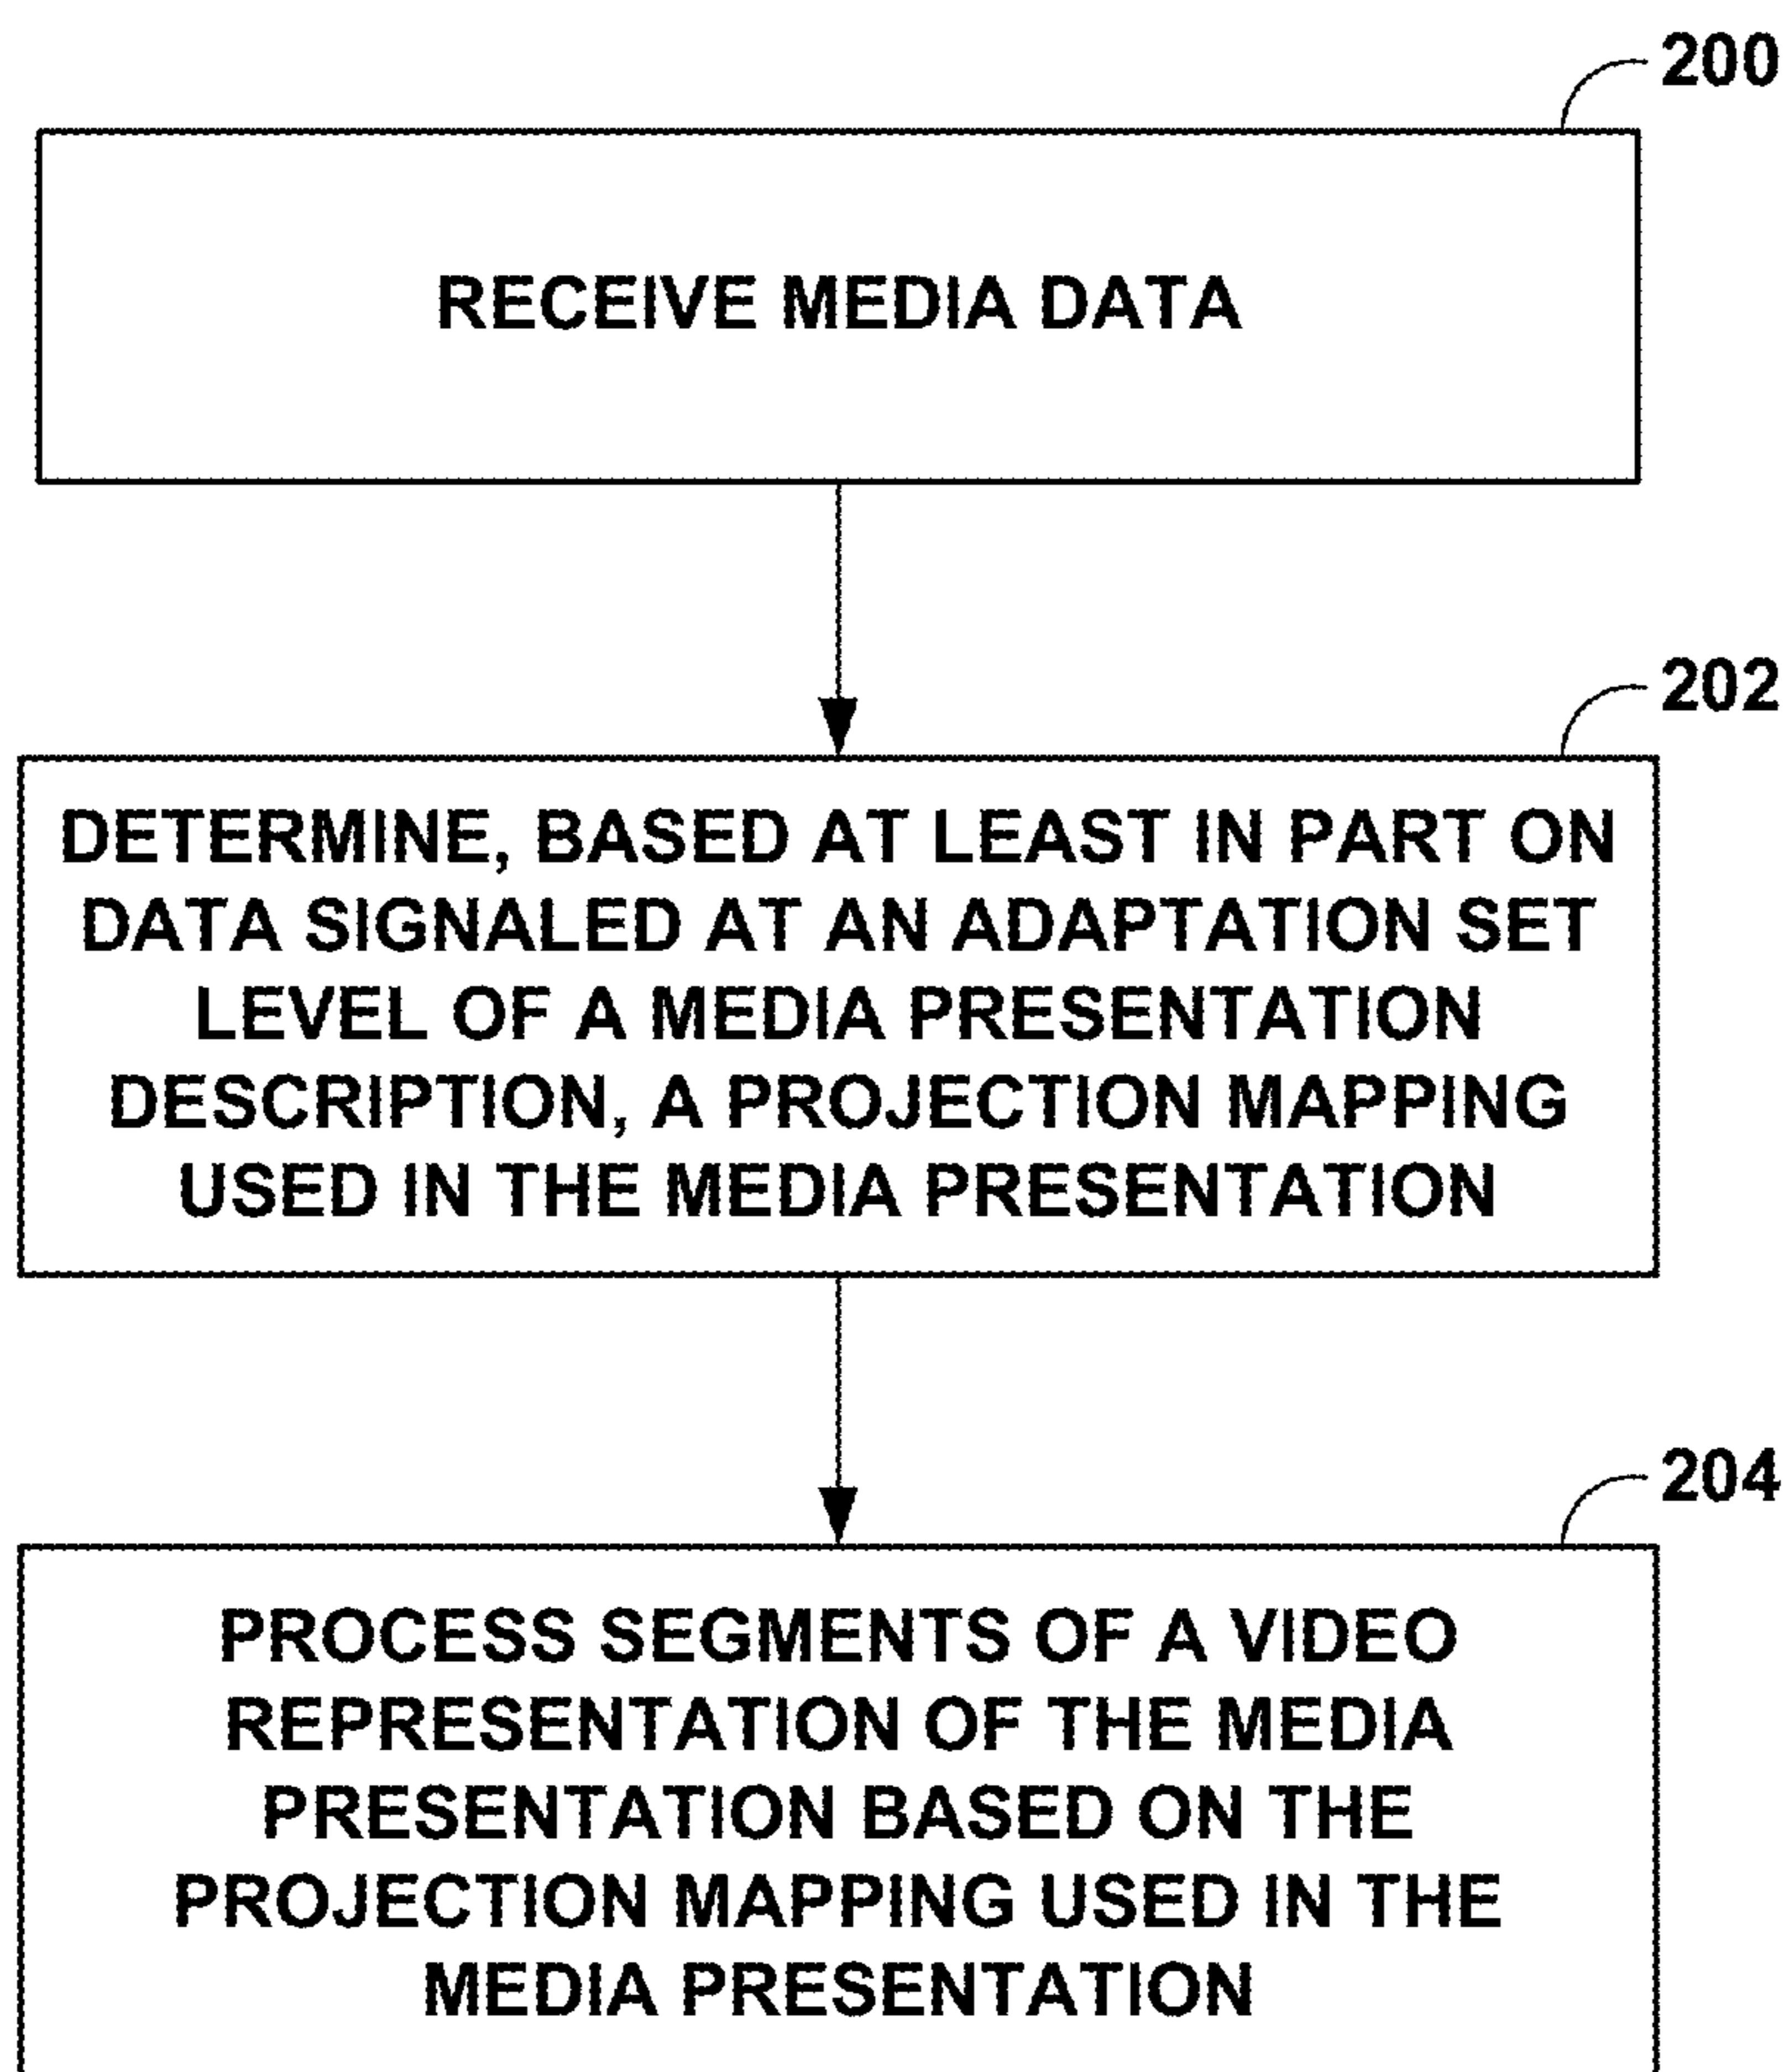 200
RECEIVE MEDIA DATA
202
DETERMINE, BASED AT LEAST IN PART ON
DATA SIGNALED AT AN ADAPTATION SET
LEVEL OF A MEDIA PRESENTATION
DESCRIPTION, A PROJECTION MAPPING
USED IN THE MEDIA PRESENTATION
204
PROCESS SEGMENTS OF A VIDEO
REPRESENTATION OF THE MEDIA
PRESENTATION BASED ON THE
PROJECTION MAPPING USED IN THE
MEDIA PRESENTATION